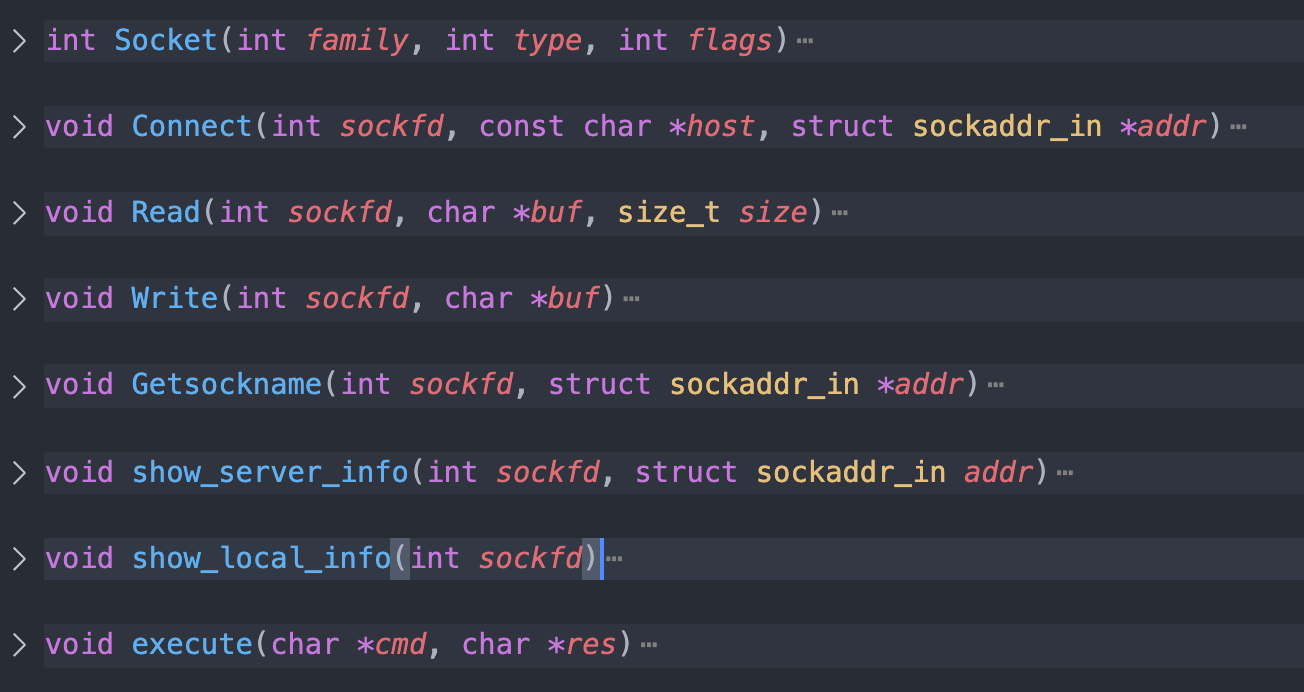 int Socket(int family, int type, int flags)⋯
void Connect(int sockfd, const char *host, struct sockaddr_in *addr)⋯
void Read(int sockfd, char *buf, size_t size)⋯
void Write(int sockfd, char *buf)⋯
void Getsockname(int sockfd, struct sockaddr_in *addr)⋯
void show_server_info(int sockfd, struct sockaddr_in addr)⋯
void show_local_info(int sockfd)⋯
void execute(char *cmd, char *res)⋯